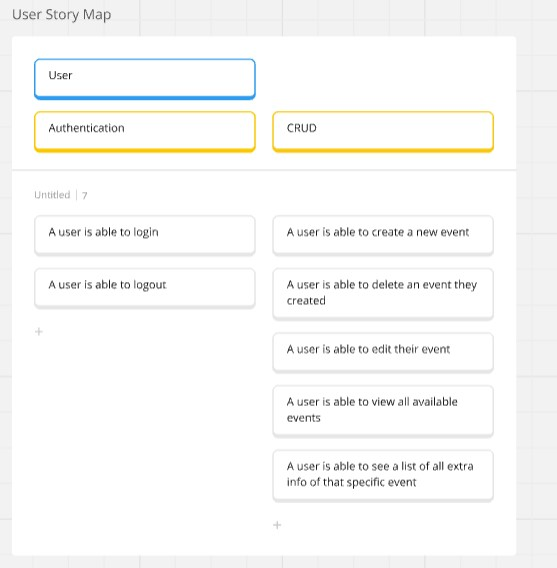 User Story Map
User
Authentication
CRUD
Untitled | 7
A user is able to login
A user is able to logout
+
A user is able to create a new event
A user is able to delete an event they
created
A user is able to edit their event
A user is able to view all available
events
A user is able to see a list of all extra
info of that specific event
+